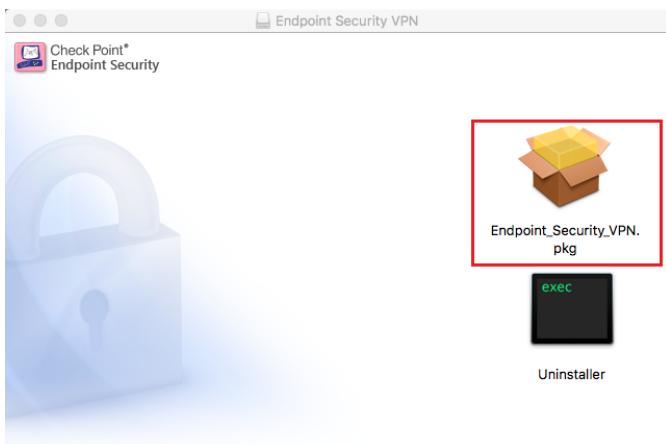 Endpoint Security VPN
Check Point®
Endpoint Security
Endpoint_Security_VPN.
pkg
exec
Uninstaller